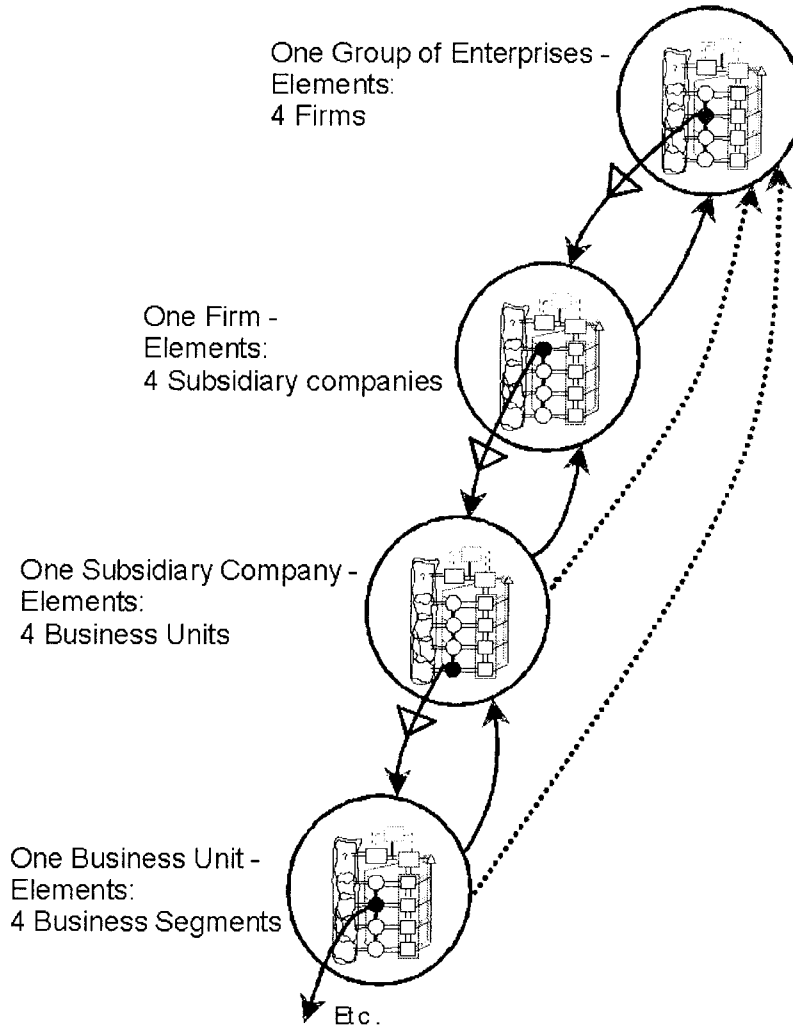 One Group of Enterprises -
Elements:
4 Firms
One Firm -
Elements:
4 Subsidiary companies
One Subsidiary Company -
Elements:
4 Business Units
One Business Unit -
Elements:
4 Business Segments
Etc.